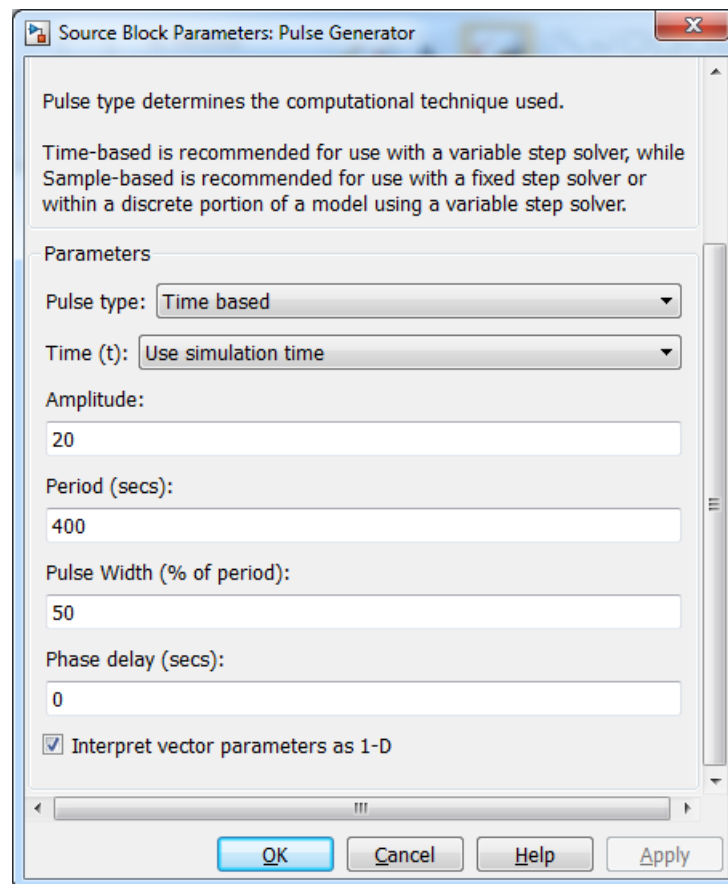 Source Block Parameters: Pulse Generator
Pulse type determines the computational technique used.
Time-based is recommended for use with a variable step solver, while
Sample-based is recommended for use with a fixed step solver or
within a discrete portion of a model using a variable step solver.
Parameters
Pulse type: Time based
Time (t): Use simulation time
Amplitude:
20
Period (secs):
400
Pulse Width (% of period):
50
Phase delay (secs):
0
Interpret vector parameters as 1-D
OK Cancel Help Apply